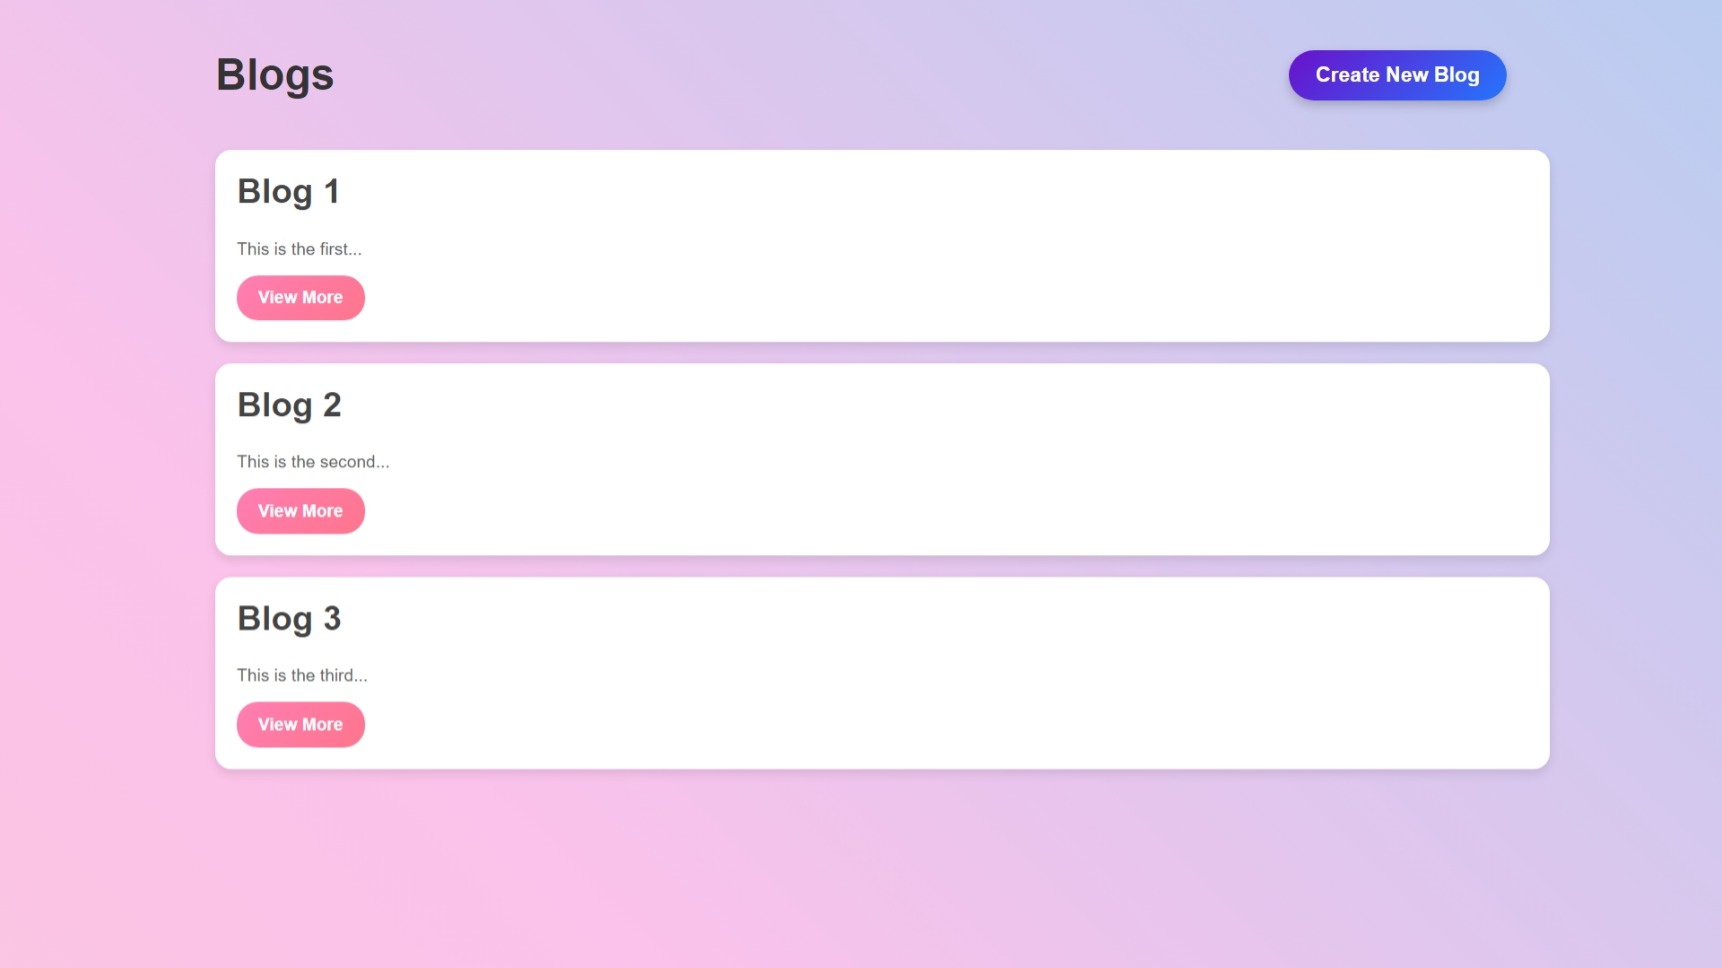 Blogs
Create New Blog
Blog 1
This is the first...
View More
Blog 2
This is the second...
View More
Blog 3
This is the third...
View More